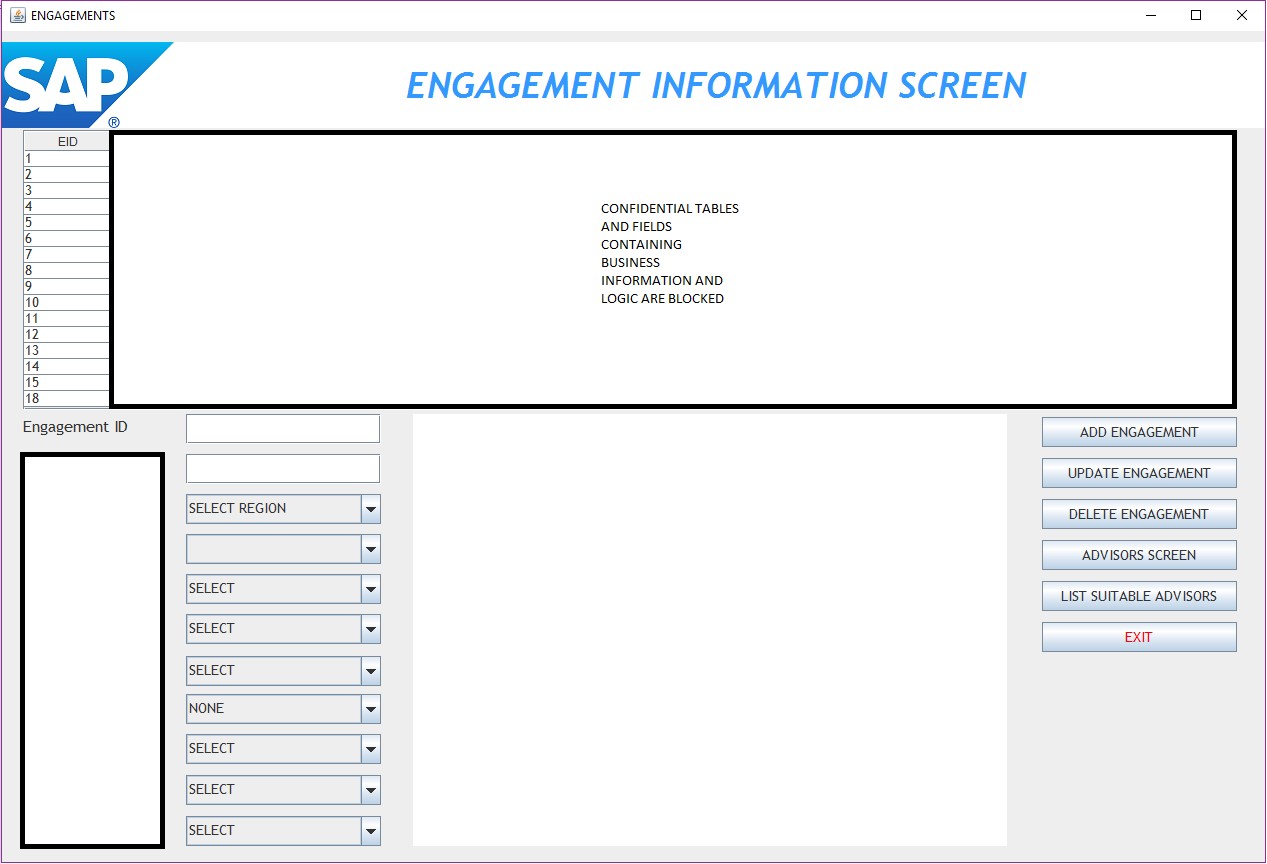 ENGAGEMENTS
SAP
®
ENGAGEMENT INFORMATION SCREEN
EID
1
2
3
4
5
6
7
8
9
10
11
12
13
14
15
18
CONFIDENTIAL TABLES
AND FIELDS
CONTAINING
BUSINESS
INFORMATION AND
LOGIC ARE BLOCKED
Engagement ID
SELECT REGION
SELECT
SELECT
SELECT
NONE
SELECT
SELECT
SELECT
ADD ENGAGEMENT
UPDATE ENGAGEMENT
DELETE ENGAGEMENT
ADVISORS SCREEN
LIST SUITABLE ADVISORS
EXIT